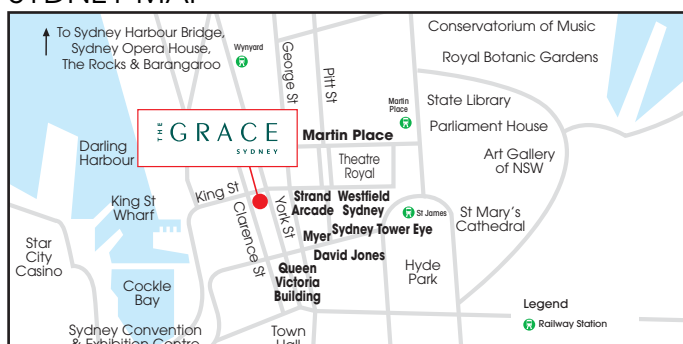 SYDNEY MAP
To Sydney Harbour Bridge,
Sydney Opera House,
The Rocks & Barangaroo
Wynyard
George St
Pitt St
Conservatorium of Music
Royal Botanic Gardens
Martin
Place
State Library
Parliament House
THE GRACE
SYDNEY
Martin Place
Darling
Harbour
Theatre
Royal
Art Gallery
of NSW
King St
King St
Wharf
Clarence St
York St
Strand
Arcade
Westfield
Sydney
St James
St Mary's
Cathedral
Myer
Sydney Tower Eye
David Jones
Star
City
Casino
Queen
Victoria
Building
Hyde
Park
Cockle
Bay
Legend
Railway Station
Sydney Convention
& Exhibition Centre
Town
Hall